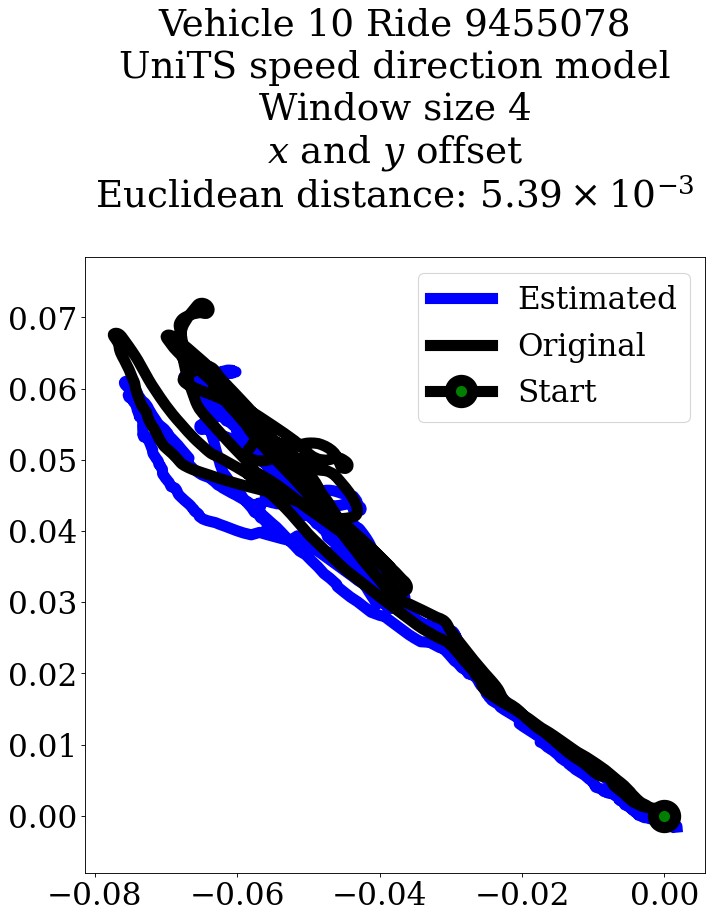 Vehicle 10 Ride 9455078
UniTS speed direction model
Window size 4
x and y offset
Euclidean distance: 5.39 × 10⁻³
Estimated
Original
Start
0.07
0.06
0.05
0.04
0.03
0.02
0.01
0.00
−0.08 −0.06 −0.04 −0.02 0.00